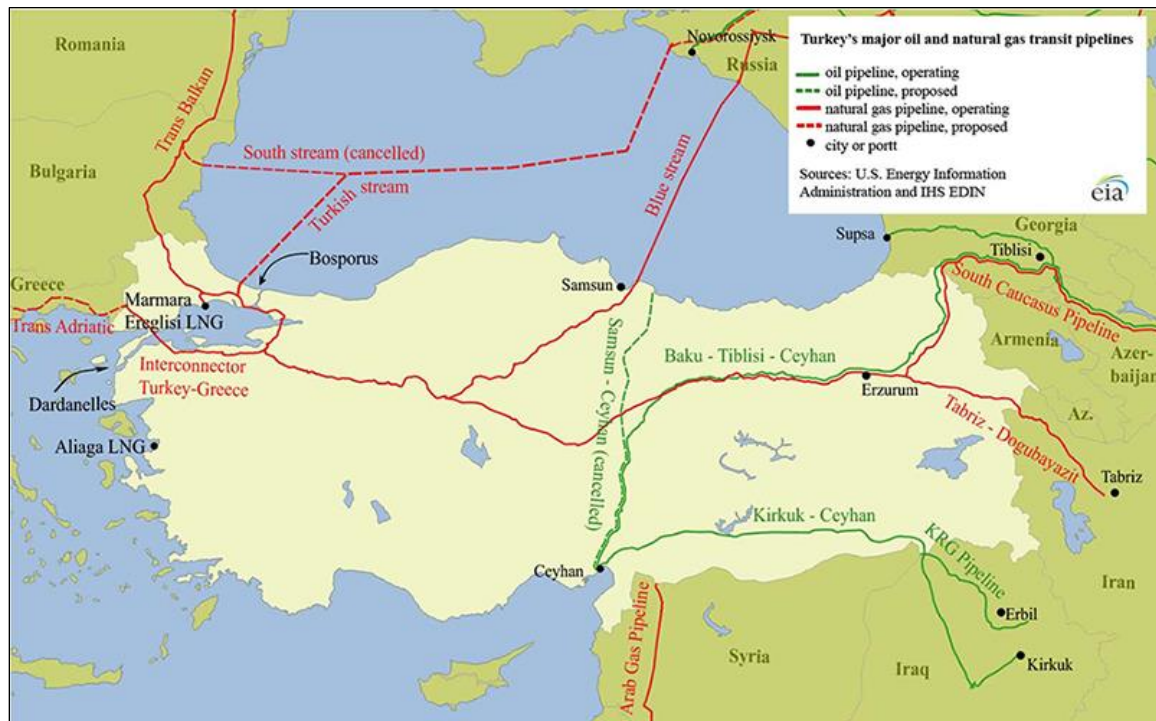 Romania
Novorossiysk
Russia
Turkey's major oil and natural gas transit pipelines
oil pipeline, operating
oil pipeline, proposed
natural gas pipeline, operating
natural gas pipeline, proposed
city or portt
Sources: U.S. Energy Information
Administration and IHS EDIN
eia
Trans Balkan
South stream (cancelled)
Turkish stream
Blue stream
Bulgaria
Bosporus
Supsa
Georgia
Tiblisi
South Caucasus Pipeline
Greece
Marmara
Ereglisi LNG
Samsun
Trans Adriatic
Armenia
Azer-
baijan
Interconnector
Turkey-Greece
Samsun - Ceyhan (cancelled)
Baku - Tiblisi - Ceyhan
Erzurum
Az.
Dardanelles
Tabriz - Dogubayazit
Aliaga LNG
Tabriz
Kirkuk - Ceyhan
Ceyhan
KRG Pipeline
Iran
Arab Gas Pipeline
Erbil
Syria
Iraq
Kirkuk